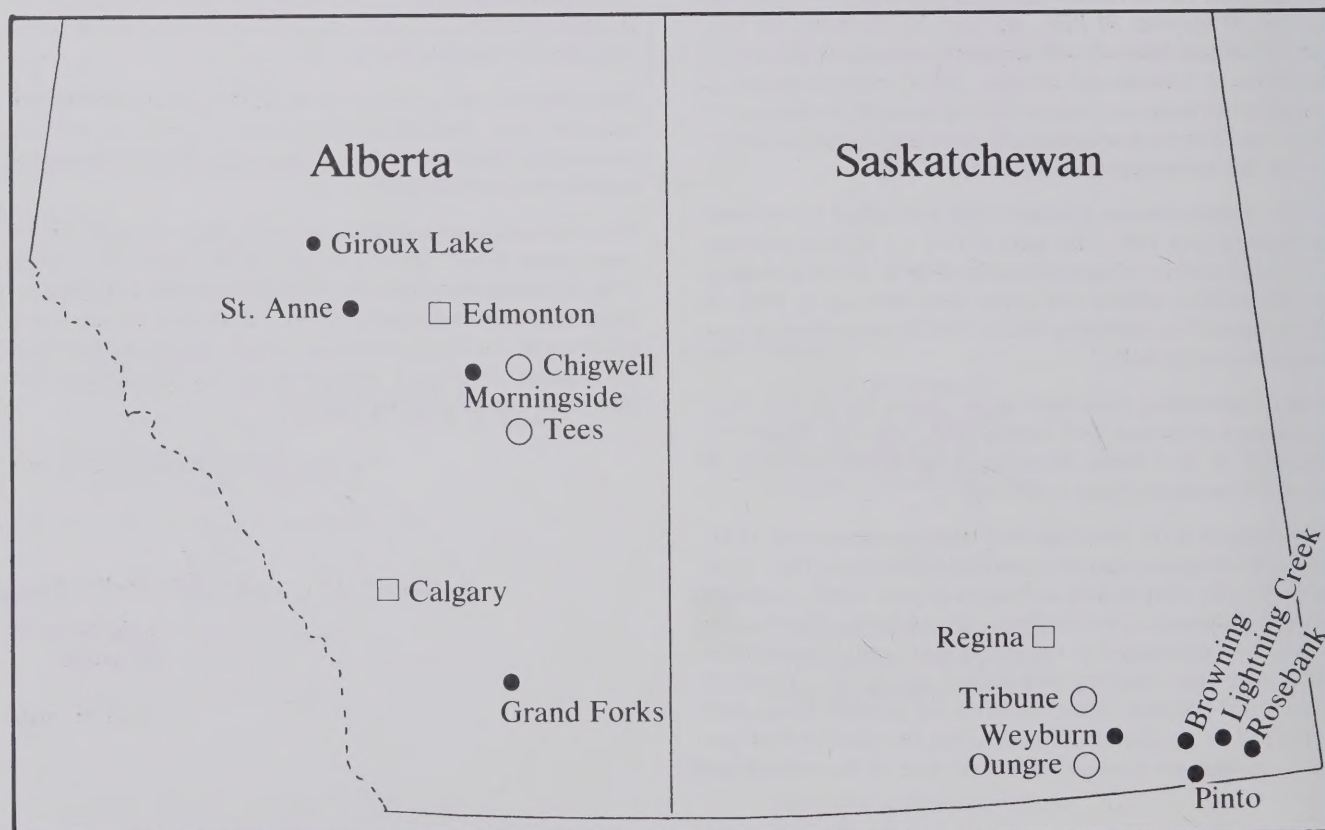 Alberta
Saskatchewan
Giroux Lake
St. Anne
Edmonton
Chigwell
Morningside
Tees
Calgary
Grand Forks
Regina
Tribune
Weyburn
Oungre
Browning
Lightning Creek
Rosebank
Pinto